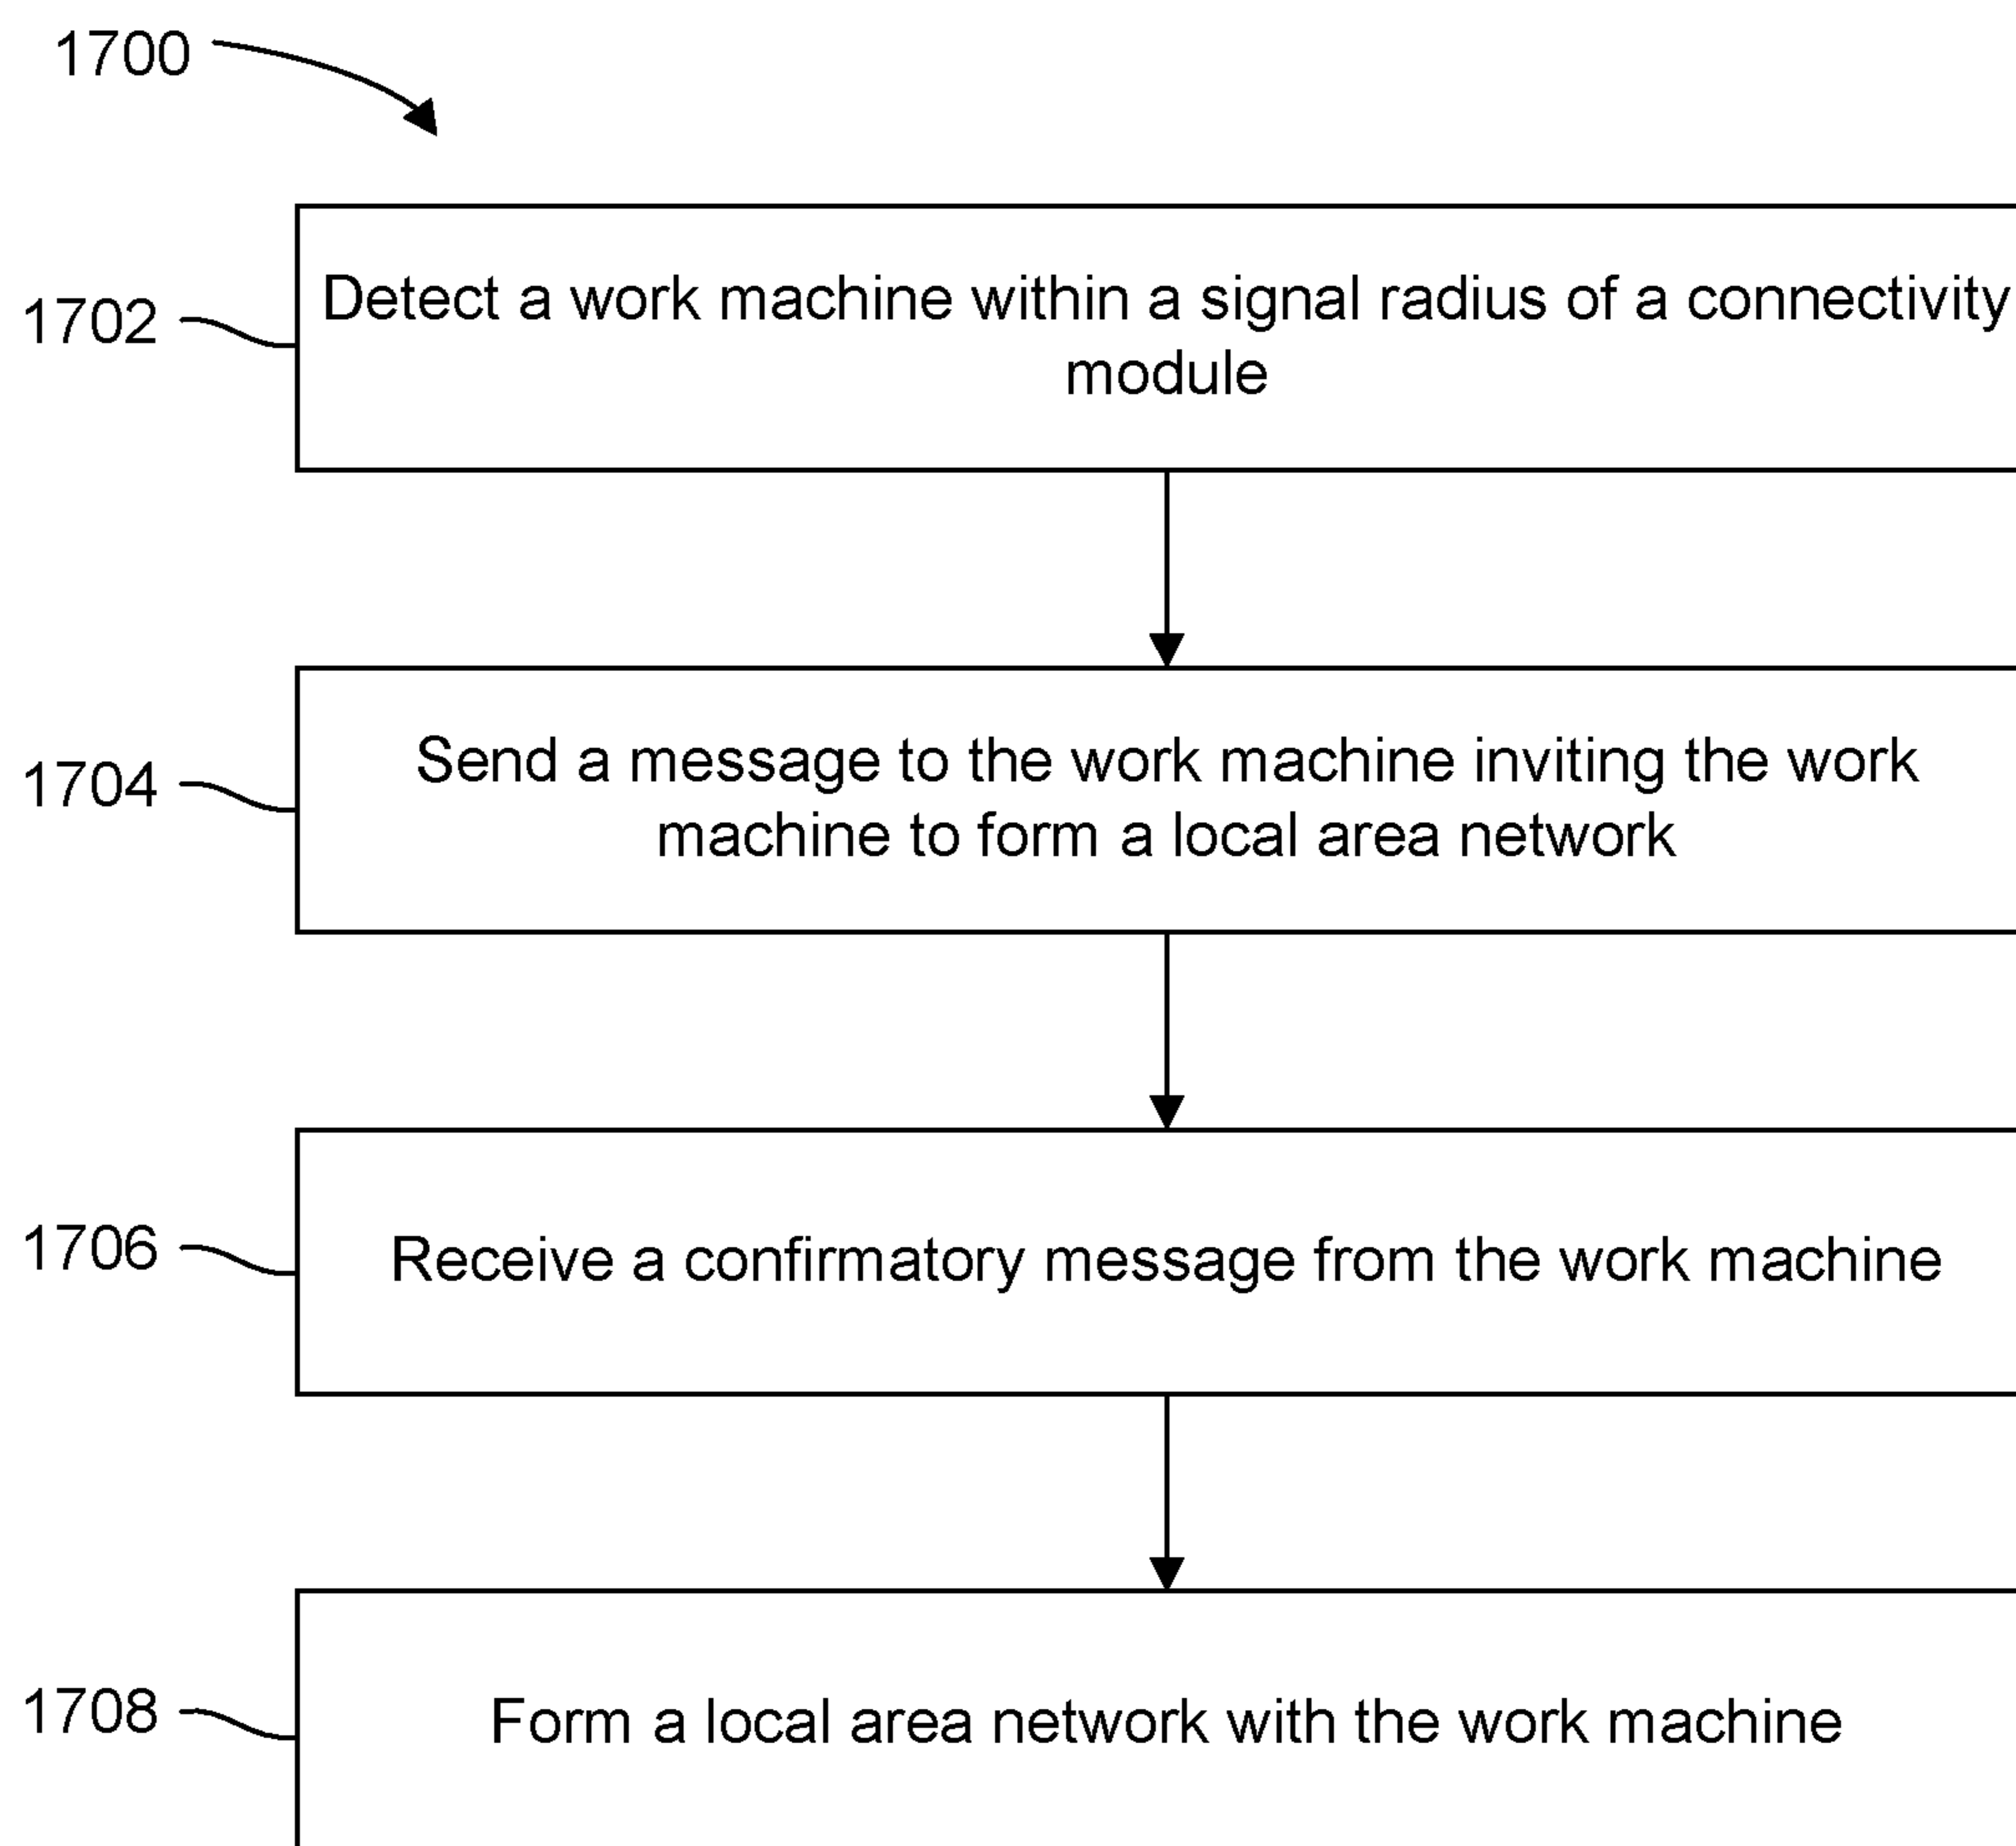 1700
1702
Detect a work machine within a signal radius of a connectivity
module
1704
Send a message to the work machine inviting the work
machine to form a local area network
1706
Receive a confirmatory message from the work machine
1708
Form a local area network with the work machine